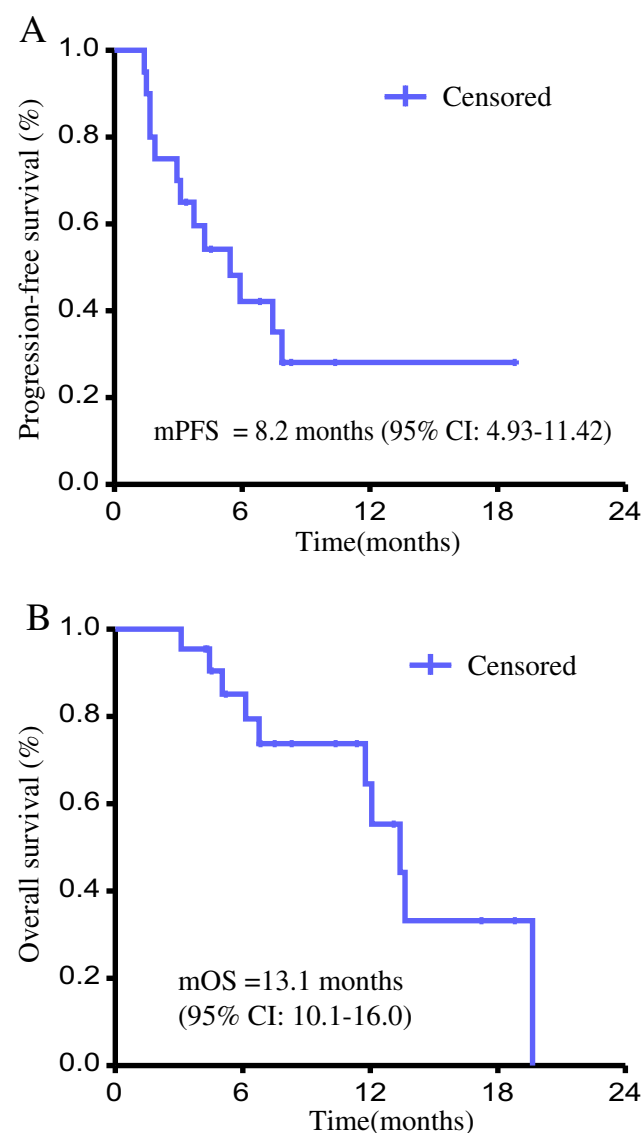 A
Progression-free survival (%)
1.0
0.8
0.6
0.4
0.2
0.0
Censored
mPFS = 8.2 months (95% CI: 4.93-11.42)
0 6 12 18 24
Time(months)
B
Overall survival (%)
1.0
0.8
0.6
0.4
0.2
0.0
Censored
mOS =13.1 months
(95% CI: 10.1-16.0)
0 6 12 18 24
Time(months)